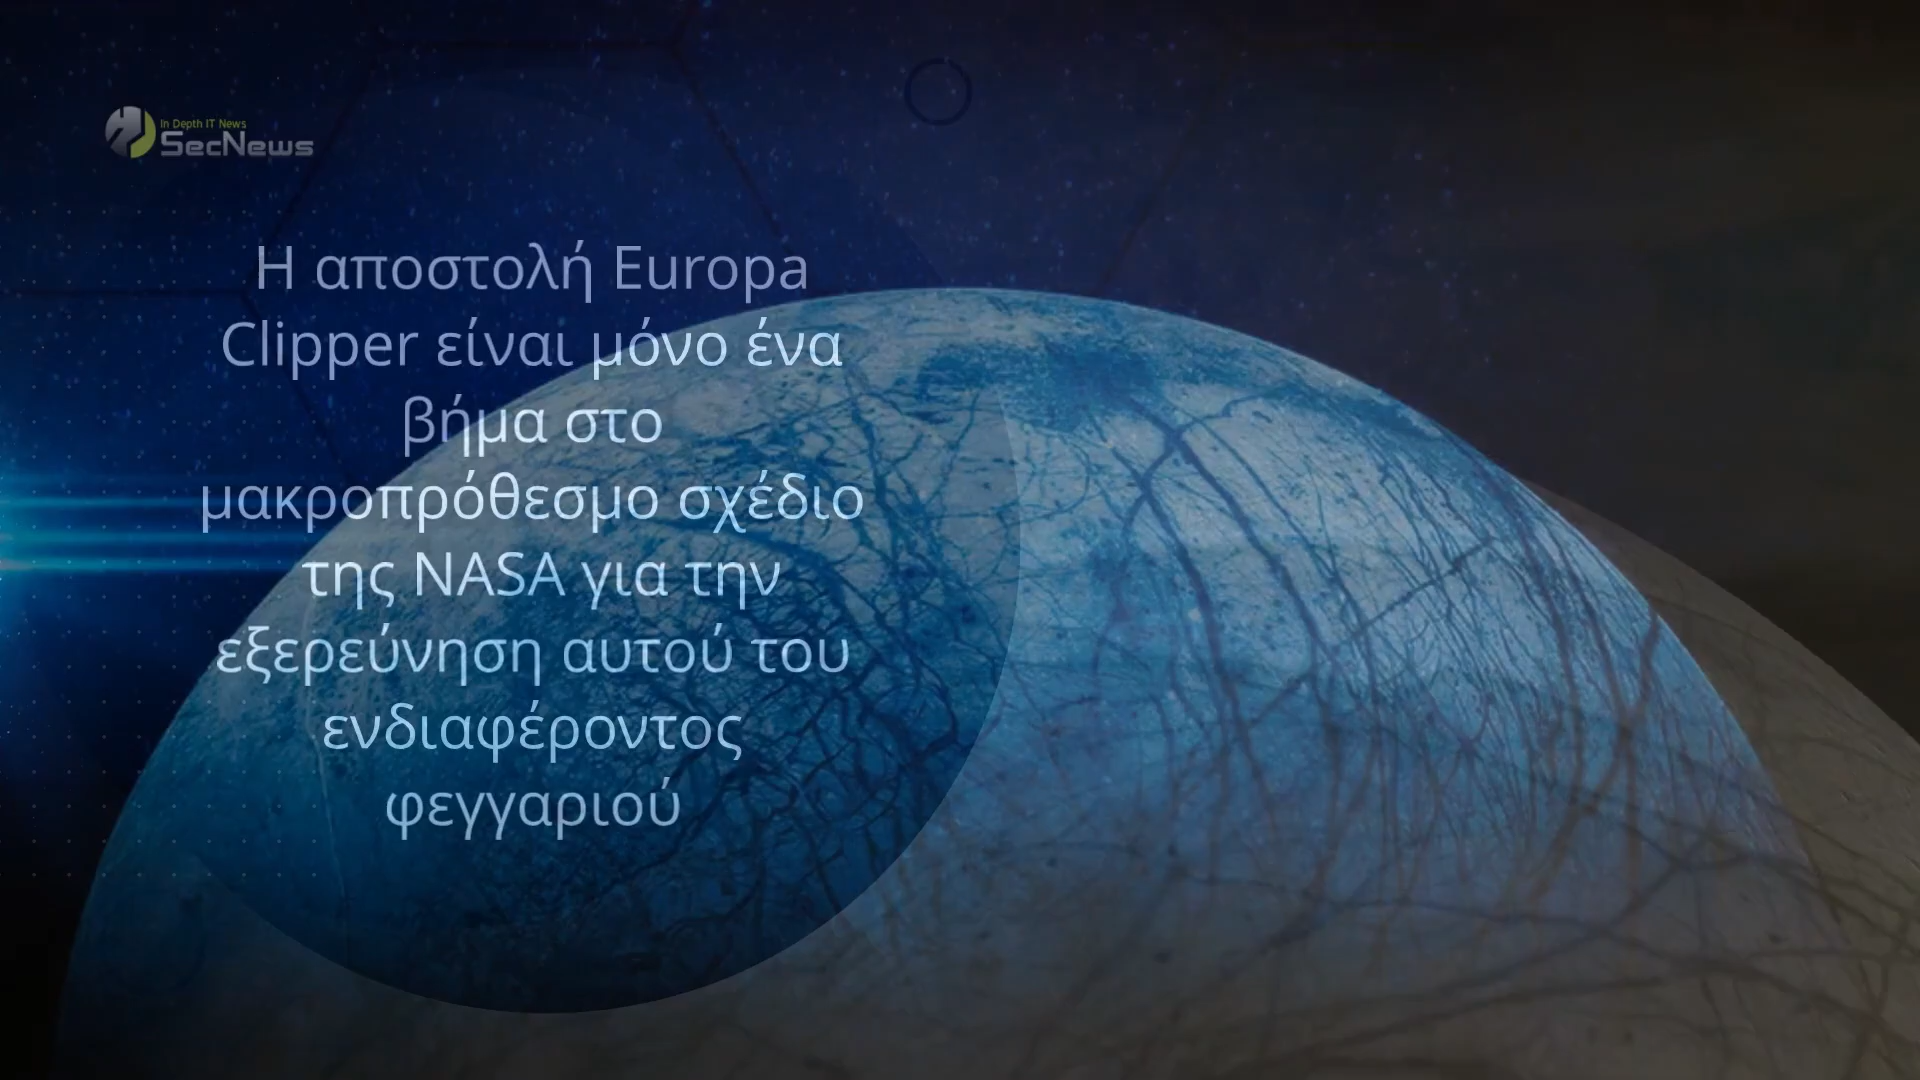 In Depth IT News
SecNews
Η αποστολή Europa
Clipper είναι μόνο ένα
βήμα στο
μακροπρόθεσμο σχέδιο
της NASA για την
εξερεύνηση αυτού του
ενδιαφέροντος
φεγγαριού